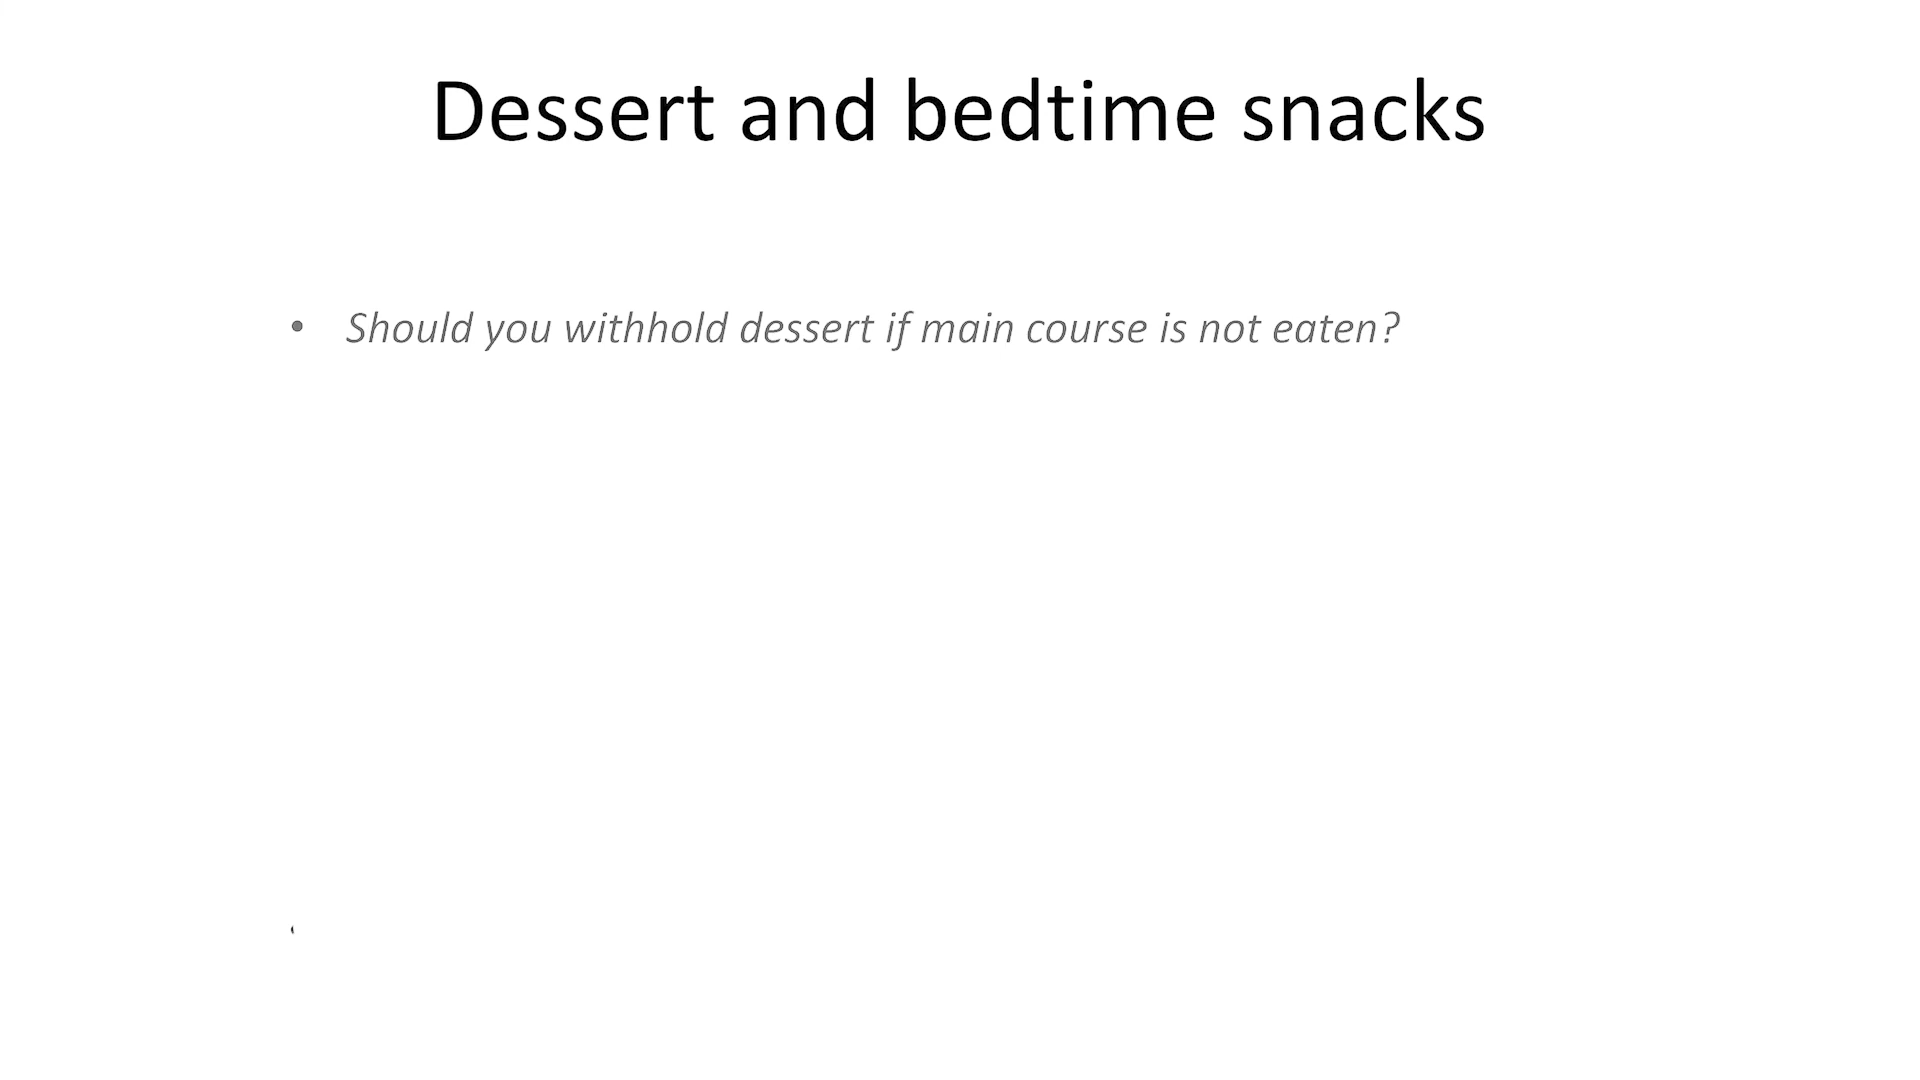 Dessert and bedtime snacks
• Should you withhold dessert if main course is not eaten?